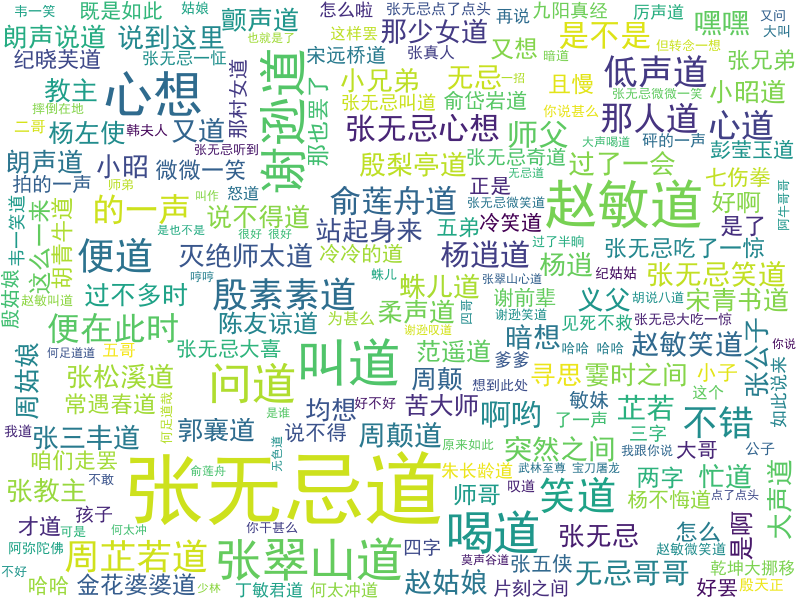 韦一笑 既是如此 姑娘 颤声道 怎么啦 张无忌点了点头 再说 九阳真经 厉声道 嘿嘿 又问
朗声说道 说到这里 也就是了 宋远桥道 这样罢 那少女道 又想 暗道 是不是 但转念一想 大叫
纪晓芙道 张无忌一怔 张真人 一招 张兄弟
教主 心想 那村女道 谢逊道 那也罢了 小兄弟 无忌 且慢 低声道 张无忌微微一笑 小昭道
摔倒在地 张无忌叫道 俞岱岩道 你说甚么 那人道 心道
二哥 杨左使 韩夫人 又道 张无忌心想 师父 大声喝道 砰的一声 彭莹玉道
朗声道 小昭 张无忌听到 微微一笑 殷梨亭道 张无忌奇道 过了一会 七伤拳
拍的一声 师弟 怒道 正是 无忌道 好啊
韦一笑道 这么一来 胡青牛道 的一声 叫作 说不得道 俞莲舟道 五弟 冷笑道 张无忌微笑道 赵敏道 是了 阿牛哥哥
是也不是 很好 很好 站起身来 过了半晌
便道 灭绝师太道 冷冷的道 杨逍道 杨逍 张无忌吃了一惊
殷姑娘 赵敏叫道 过不多时 哼哼 殷素素道 蛛儿 蛛儿道 张翠山心道 纪姑姑 张无忌笑道
柔声道 四哥 谢前辈 义父 胡说八道 宋青书道
便在此时 陈友谅道 为甚么 谢逊叹道 谢逊笑道 暗想 见死不救 张无忌大吃一惊
何足道道 五哥 张无忌大喜 叫道 范遥道 哈哈 哈哈 赵敏笑道 张公子 你说
周姑娘 张松溪道 问道 周颠 爹爹 想到此处 寻思 霎时之间 小子 如此说来
常遇春道 何足道哉 是谁 均想 好不好 苦大师 啊哟 敏妹 芷若 这个 不错
我道 张三丰道 郭襄道 说不得 周颠道 原来如此 了一声 三字 我跟你说 大哥 公子
咱们走罢 俞莲舟 无色道 突然之间
张教主 不敢 张无忌道 朱长龄道 武林至尊 宝刀屠龙 两字 忙道 大声道
师哥 叹道 笑道 杨不悔道 点了点头
才道 孩子 可是 何太冲 你干甚么 喝道 张无忌 怎么 是啊
阿弥陀佛 周芷若道 张翠山道 四字 莫声谷道 张五侠 赵敏微笑道
不好 哈哈 金花婆婆道 少林 丁敏君道 何太冲道 赵姑娘 片刻之间 无忌哥哥 好罢 乾坤大挪移 殷天正